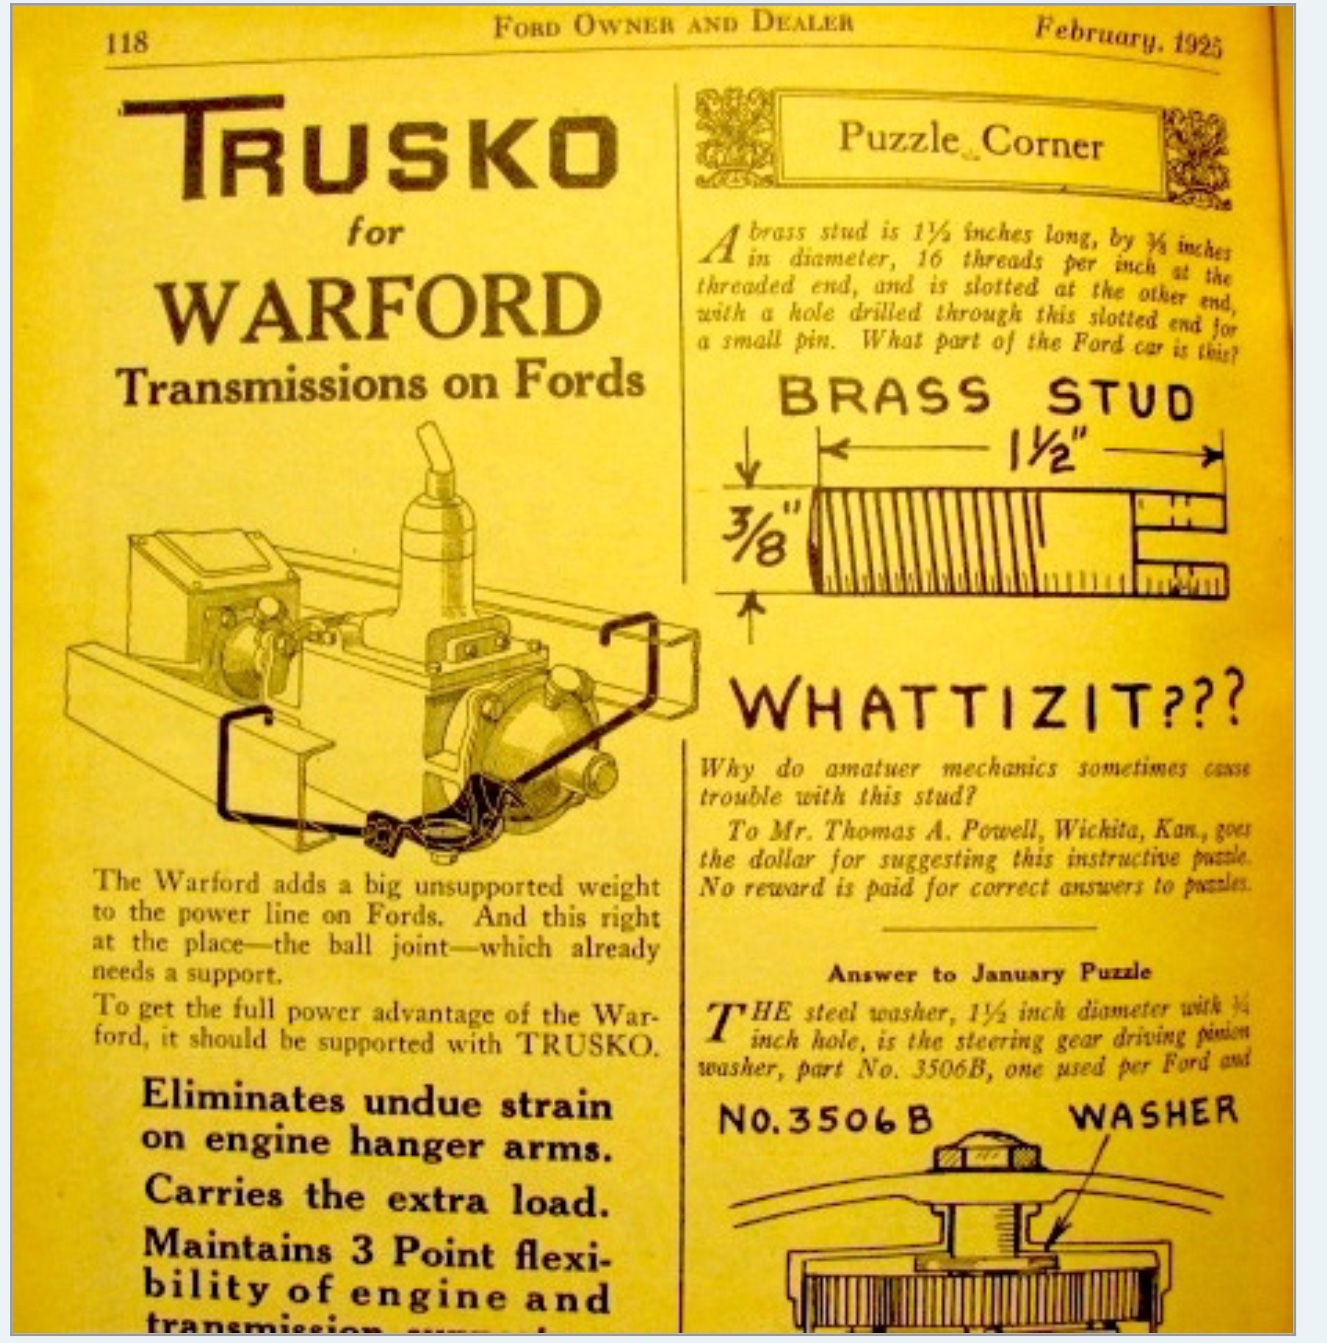 118
FORD OWNER AND DEALER
February, 1925
TRUSKO
for
WARFORD
Transmissions on Fords
The Warford adds a big unsupported weight
to the power line on Fords. And this right
at the place—the ball joint—which already
needs a support.
To get the full power advantage of the War-
ford, it should be supported with TRUSKO.
Eliminates undue strain
on engine hanger arms.
Carries the extra load.
Maintains 3 Point flexi-
bility of engine and
transmission
Puzzle Corner
A brass stud is 1½ inches long, by ⅜ inches
in diameter, 16 threads per inch at the
threaded end, and is slotted at the other end,
with a hole drilled through this slotted end for
a small pin. What part of the Ford car is this?
BRASS STUD
1½"
3/8"
WHATTIZIT???
Why do amatuer mechanics sometimes cause
trouble with this stud?
To Mr. Thomas A. Powell, Wichita, Kan., goes
the dollar for suggesting this instructive puzzle.
No reward is paid for correct answers to puzzles.
Answer to January Puzzle
THE steel washer, 1½ inch diameter with ¾
inch hole, is the steering gear driving pinion
washer, part No. 3506B, one used per Ford and
NO. 3506B
WASHER